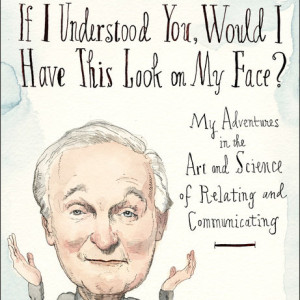 If I Understood You, Would I
Have This Look on My Face?
My Adventures
in the
Art and Science
of Relating and
Communicating